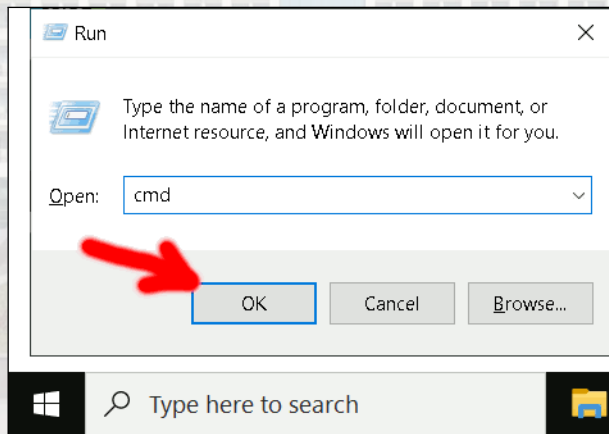 Run
Type the name of a program, folder, document, or
Internet resource, and Windows will open it for you.
Open:
cmd
OK
Cancel
Browse...
Type here to search